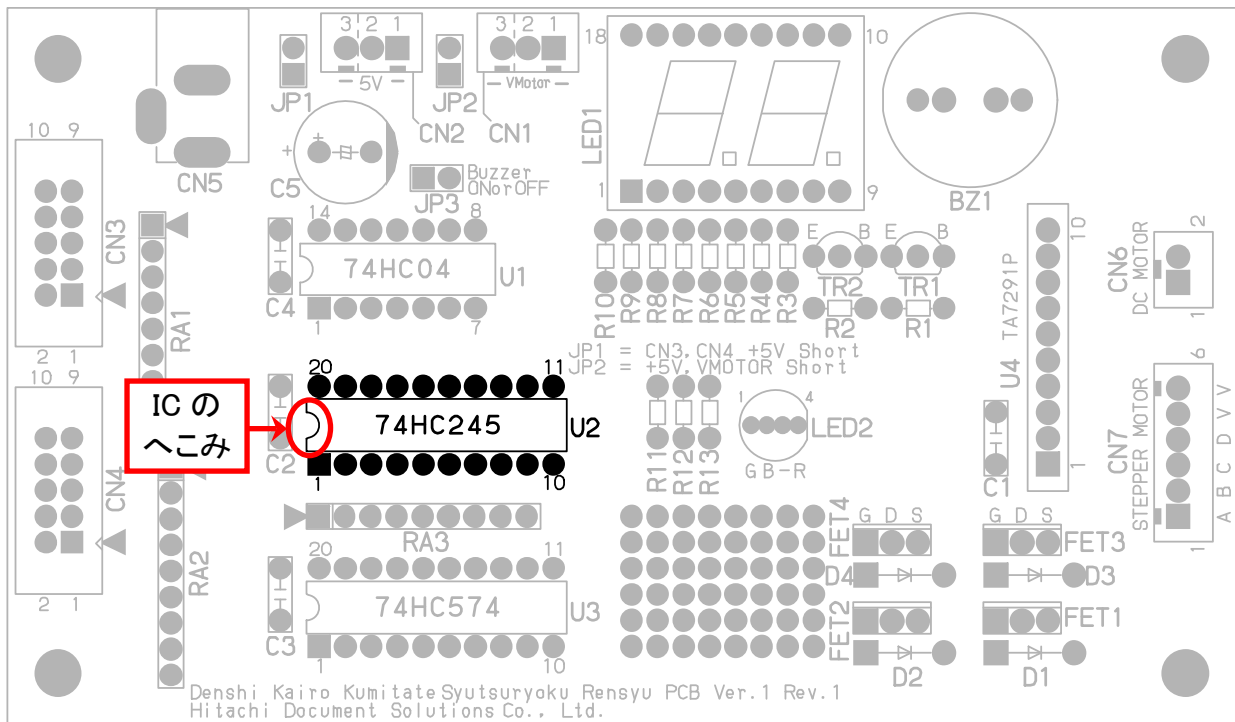 3 2 1
3 2 1
18
10
JP1
5V
JP2
VMotor
CN2
CN1
LED1
10 9
CN5
+
+
C5
JP3
Buzzer
ONorOFF
1
9
BZ1
CN3
14
8
74HC04
U1
C4
1
7
E B
E B
TR2
TR1
R10 R9 R8 R7 R6 R5 R4 R3
R2
R1
TA7291P
10
U4
1
2
CN6
DC MOTOR
1
RA1
2 1
10 9
JP1 = CN3,CN4 +5V Short
JP2 = +5V,VMOTOR Short
ICの
へこみ
20
11
74HC245
U2
C2
1
10
R11 R12 R13
1
4
LED2
G B - R
C1
6
CN7
STEPPER MOTOR
A B C D V V
1
CN4
RA3
RA2
2 1
20
11
74HC574
U3
C3
1
10
FET4
G D S
G D S
FET3
D4
D3
FET2
FET1
D2
D1
Denshi Kairo Kumitate Syutsuryoku Rensyu PCB Ver.1 Rev.1
Hitachi Document Solutions Co., Ltd.